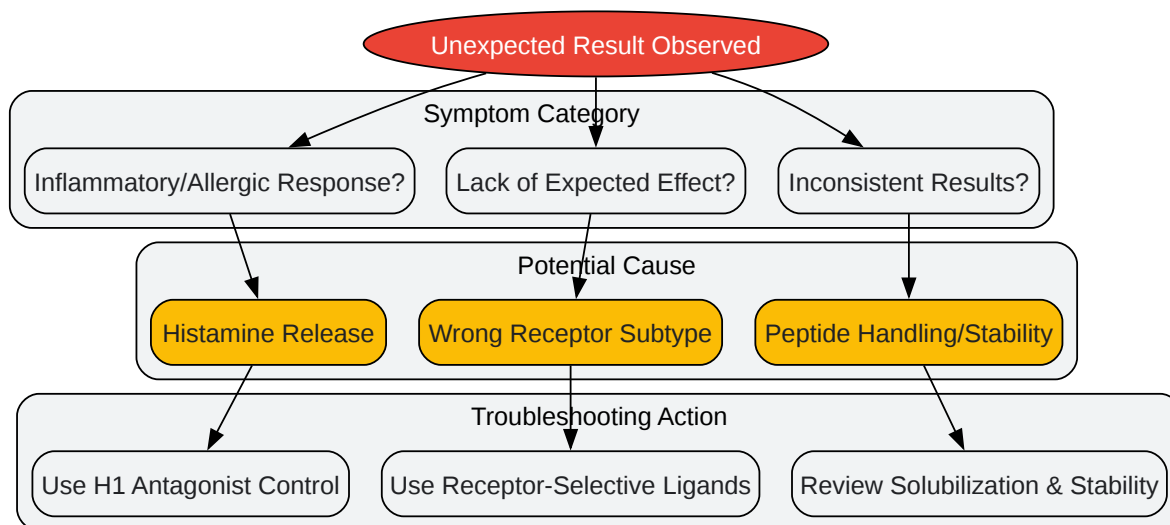 Unexpected Result Observed
Symptom Category
Inflammatory/Allergic Response?
Lack of Expected Effect?
Inconsistent Results?
Potential Cause
Histamine Release
Wrong Receptor Subtype
Peptide Handling/Stability
Troubleshooting Action
Use H1 Antagonist Control
Use Receptor-Selective Ligands
Review Solubilization & Stability